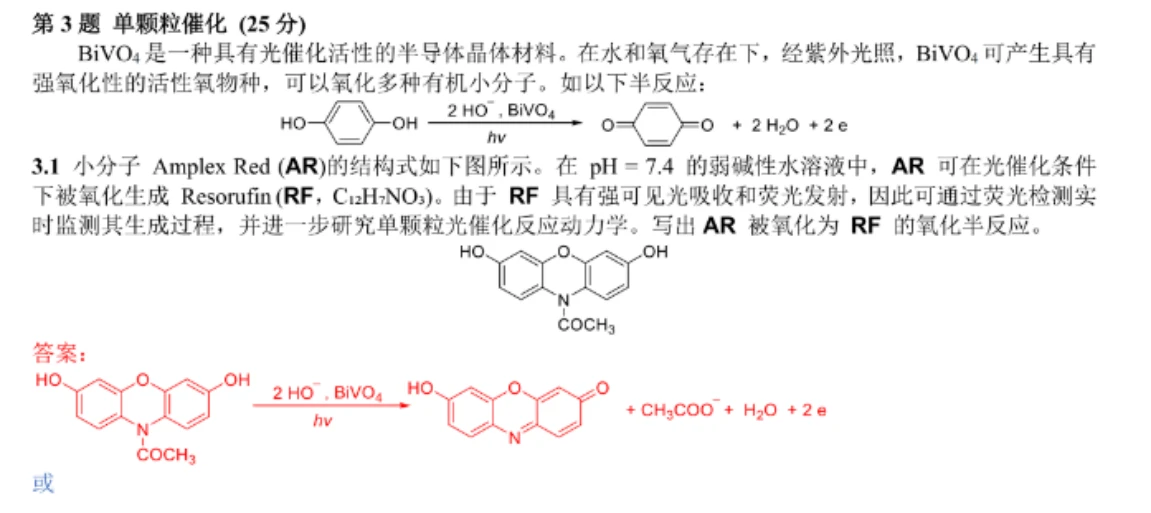 第 3 题 单颗粒催化 (25 分)
BiVO₄ 是一种具有光催化活性的半导体晶体材料。在水和氧气存在下，经紫外光照，BiVO₄ 可产生具有
强氧化性的活性氧物种，可以氧化多种有机小分子。如以下半反应：
HO OH 2 HO⁻ , BiVO₄ hν O O + 2 H₂O + 2 e
3.1 小分子 Amplex Red (AR)的结构式如下图所示。在 pH = 7.4 的弱碱性水溶液中，AR 可在光催化条件
下被氧化生成 Resorufin (RF，C₁₂H₇NO₃)。由于 RF 具有强可见光吸收和荧光发射，因此可通过荧光检测实
时监测其生成过程，并进一步研究单颗粒光催化反应动力学。写出 AR 被氧化为 RF 的氧化半反应。
HO O OH
N
COCH₃
答案：
HO O OH 2 HO⁻ , BiVO₄ hν HO O O + CH₃COO⁻ + H₂O + 2 e
N N
COCH₃
或